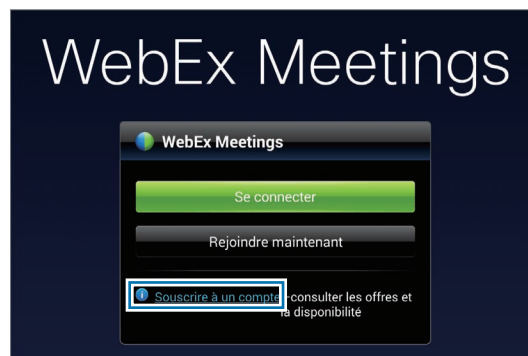 WebEx Meetings
WebEx Meetings
Se connecter
Rejoindre maintenant
Souscrire à un compte -consulter les offres et
la disponibilité